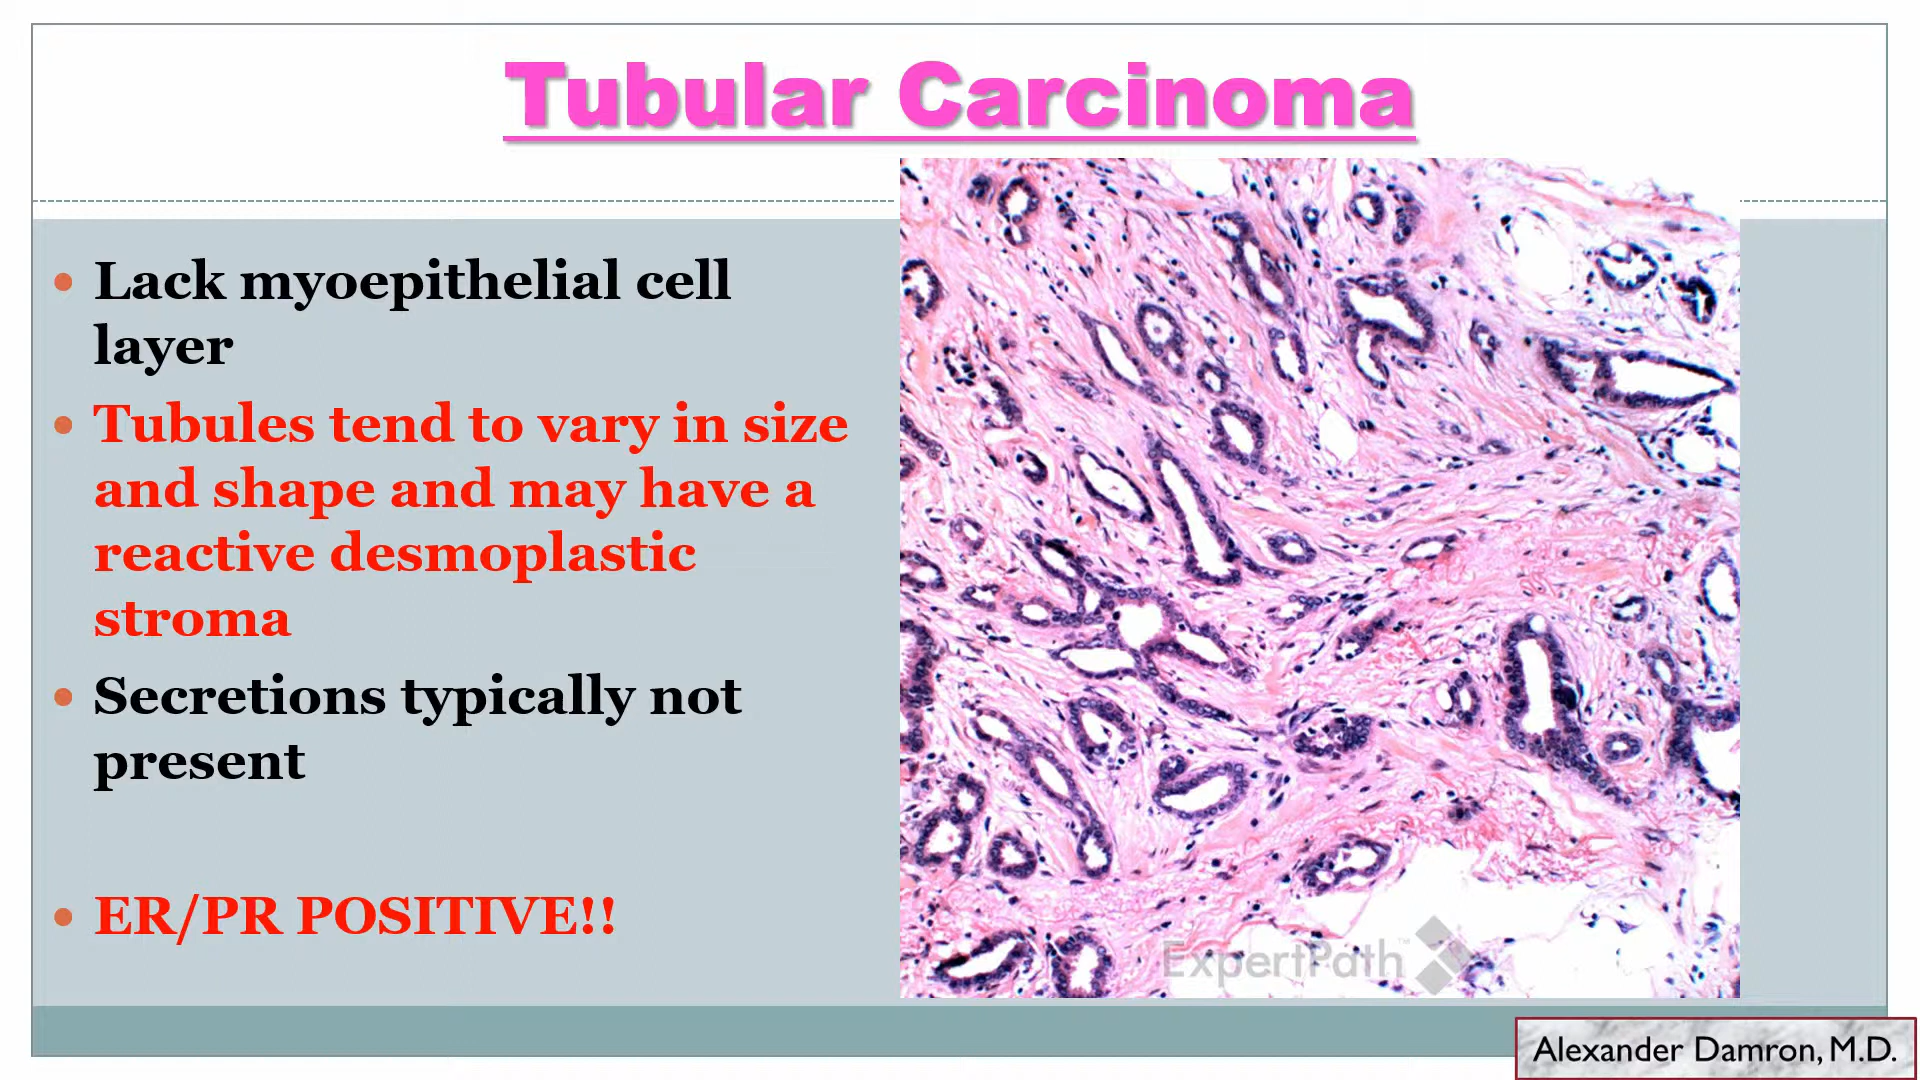 Tubular Carcinoma
• Lack myoepithelial cell
layer
• Tubules tend to vary in size
and shape and may have a
reactive desmoplastic
stroma
• Secretions typically not
present
• ER/PR POSITIVE!!
ExpertPath™
Alexander Damron, M.D.